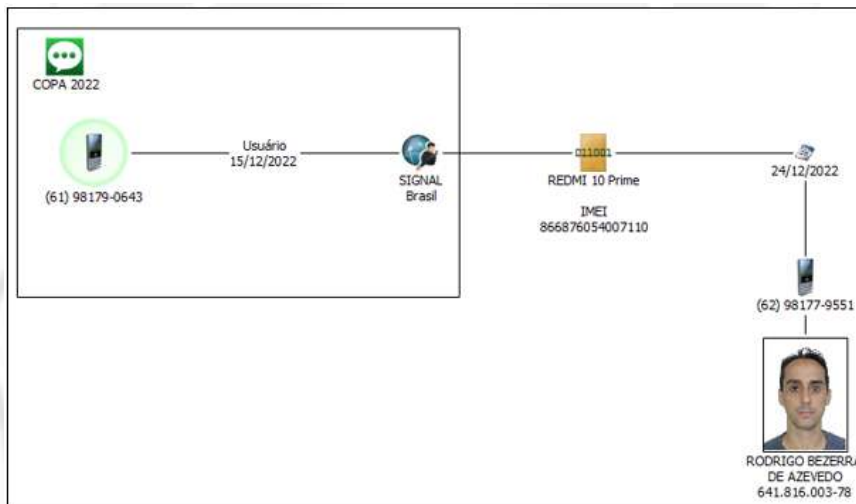 COPA 2022
Usuário
15/12/2022
(61) 98179-0643
SIGNAL
Brasil
011001
REDMI 10 Prime
IMEI
866876054007110
24/12/2022
(62) 98177-9551
RODRIGO BEZERRA
DE AZEVEDO
641.816.003-78